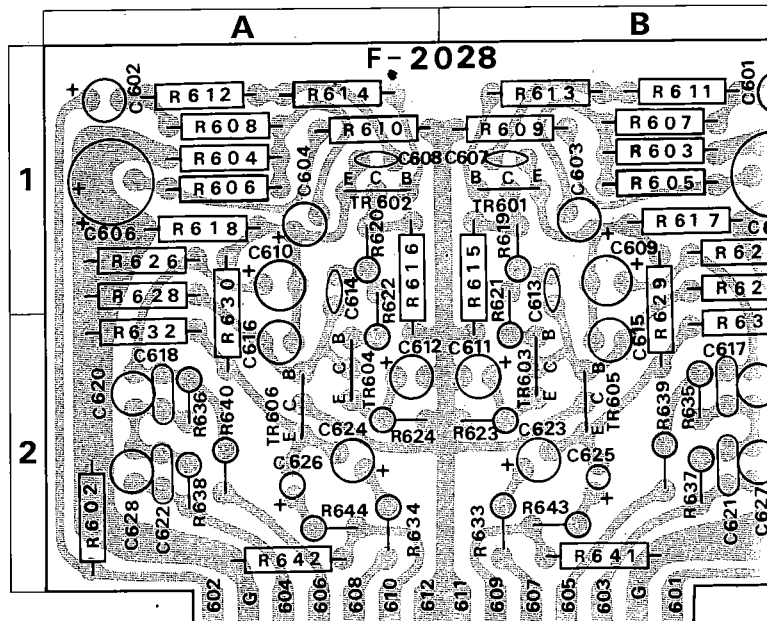 A B
F-2028
C602 R612 R614 R613 R611 C601
R608 R610 R609 R607
R604 C604 C608 C607 C603 R603
1
R606 E C B B C E R605
TR602 TR601
C606 R618 R620 R619 R617
R626 C610 R616 R615 C609
R628 R630 C614 R622 R621 C613 R629
R632 C616 C615
C618 B B C612 C611 B B C617
C620 R636 R640 TR606 C TR604 C TR603 C TR605 C R639 R635
E E E E
2
C624 R624 R623 C623
R602 C628 C622 R638 C626 C625 R637 C621 C627
R644 R634 R633 R643
R642 R641
602 G 604 606 608 610 612 611 609 607 605 603 G 601